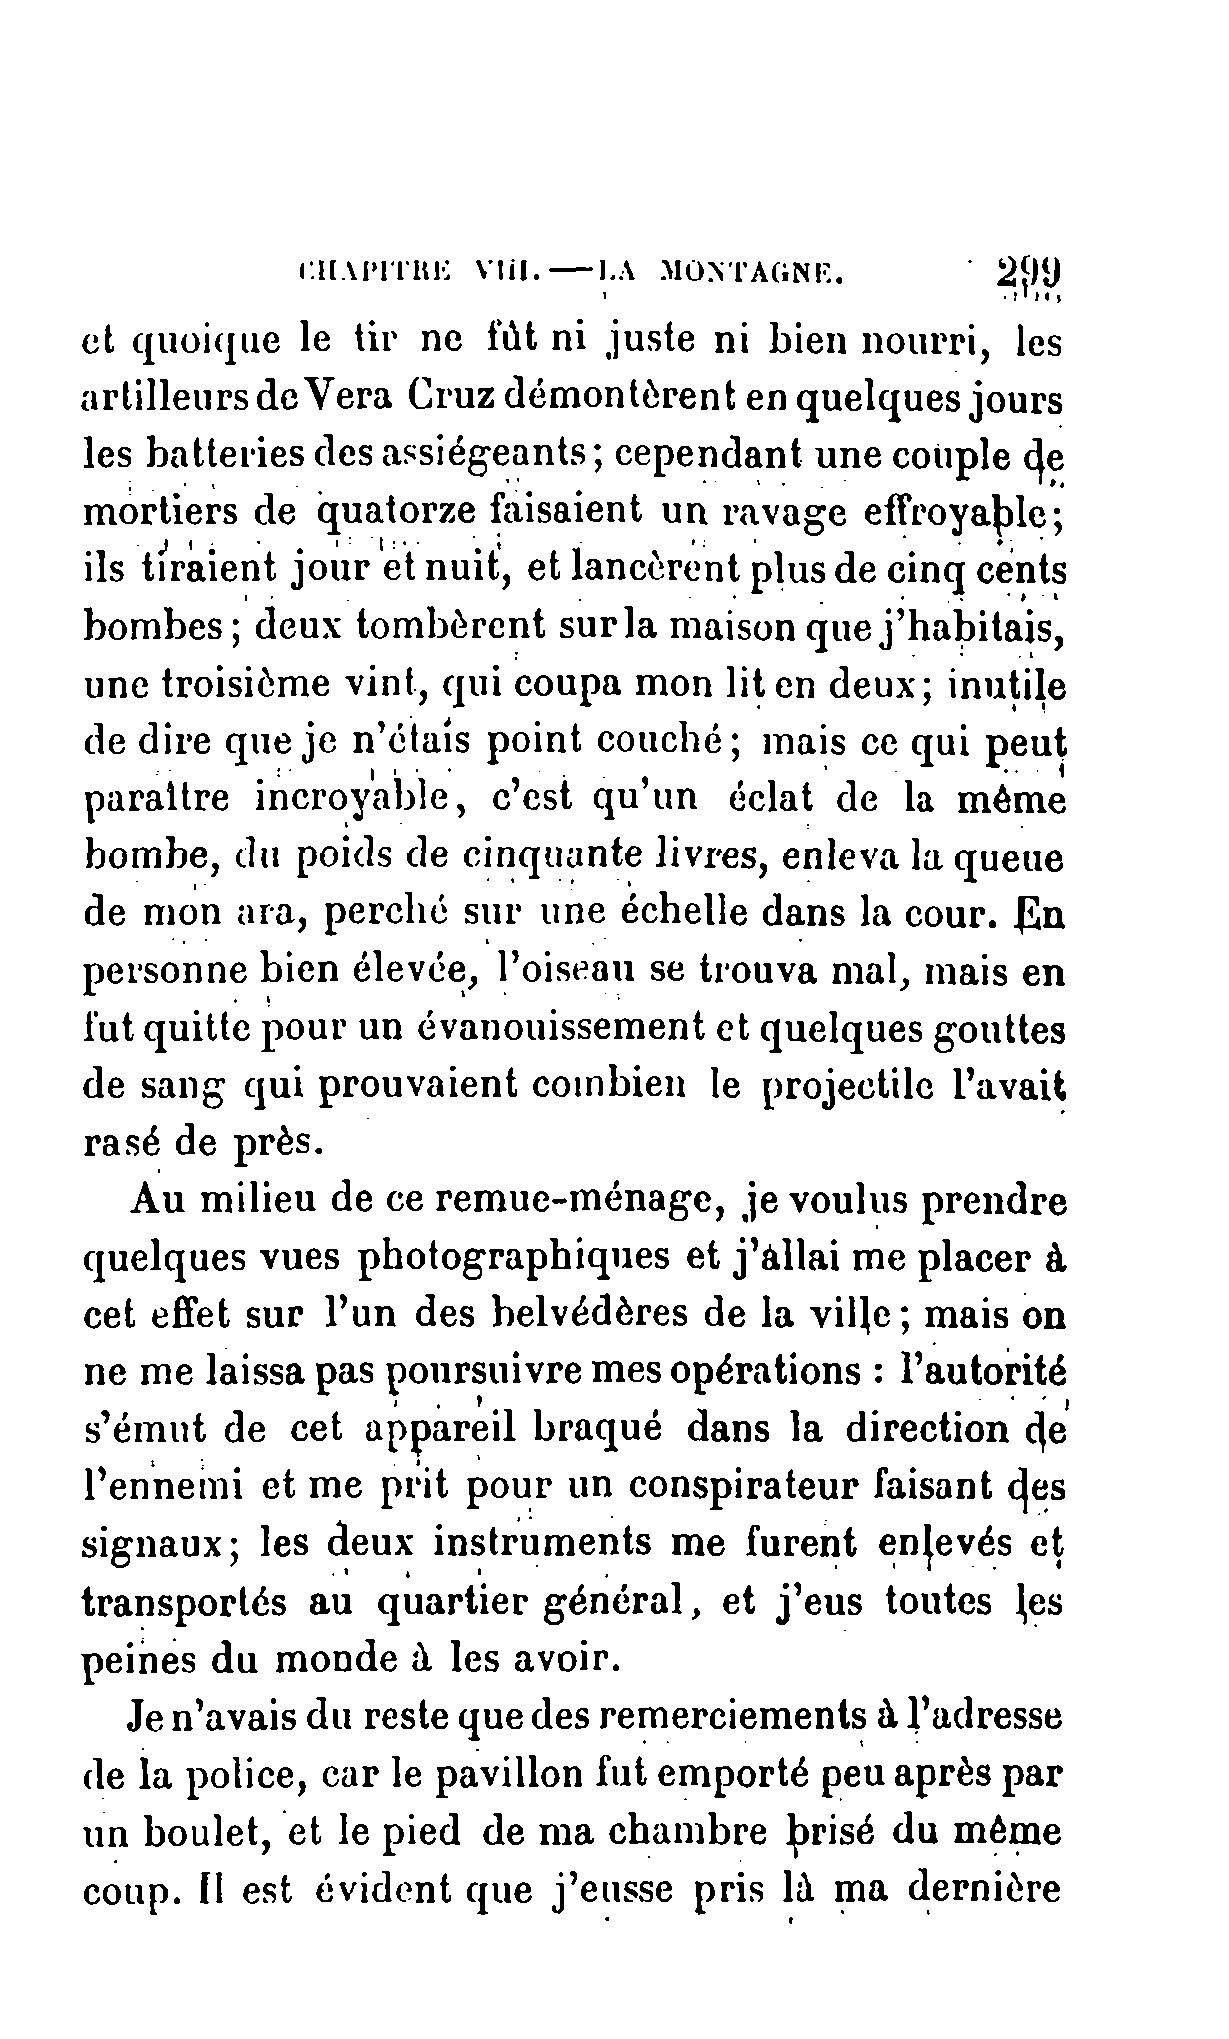 CHAPITRE VIII. — LA MONTAGNE. 299
et quoique le tir ne fût ni juste ni bien nourri, les
artilleurs de Vera Cruz démontèrent en quelques jours
les batteries des assiégeants; cependant une couple de
mortiers de quatorze faisaient un ravage effroyable;
ils tiraient jour et nuit, et lancèrent plus de cinq cents
bombes; deux tombèrent sur la maison que j'habitais,
une troisième vint, qui coupa mon lit en deux; inutile
de dire que je n'étais point couché; mais ce qui peut
paraître incroyable, c'est qu'un éclat de la même
bombe, du poids de cinquante livres, enleva la queue
de mon ara, perché sur une échelle dans la cour. En
personne bien élevée, l'oiseau se trouva mal, mais en
fut quitte pour un évanouissement et quelques gouttes
de sang qui prouvaient combien le projectile l'avait
rasé de près.
Au milieu de ce remue-ménage, je voulus prendre
quelques vues photographiques et j'allai me placer à
cet effet sur l'un des belvédères de la ville; mais on
ne me laissa pas poursuivre mes opérations : l'autorité
s'émut de cet appareil braqué dans la direction de
l'ennemi et me prit pour un conspirateur faisant des
signaux; les deux instruments me furent enlevés et
transportés au quartier général, et j'eus toutes les
peines du monde à les avoir.
Je n'avais du reste que des remerciements à l'adresse
de la police, car le pavillon fut emporté peu après par
un boulet, et le pied de ma chambre brisé du même
coup. Il est évident que j'eusse pris là ma dernière